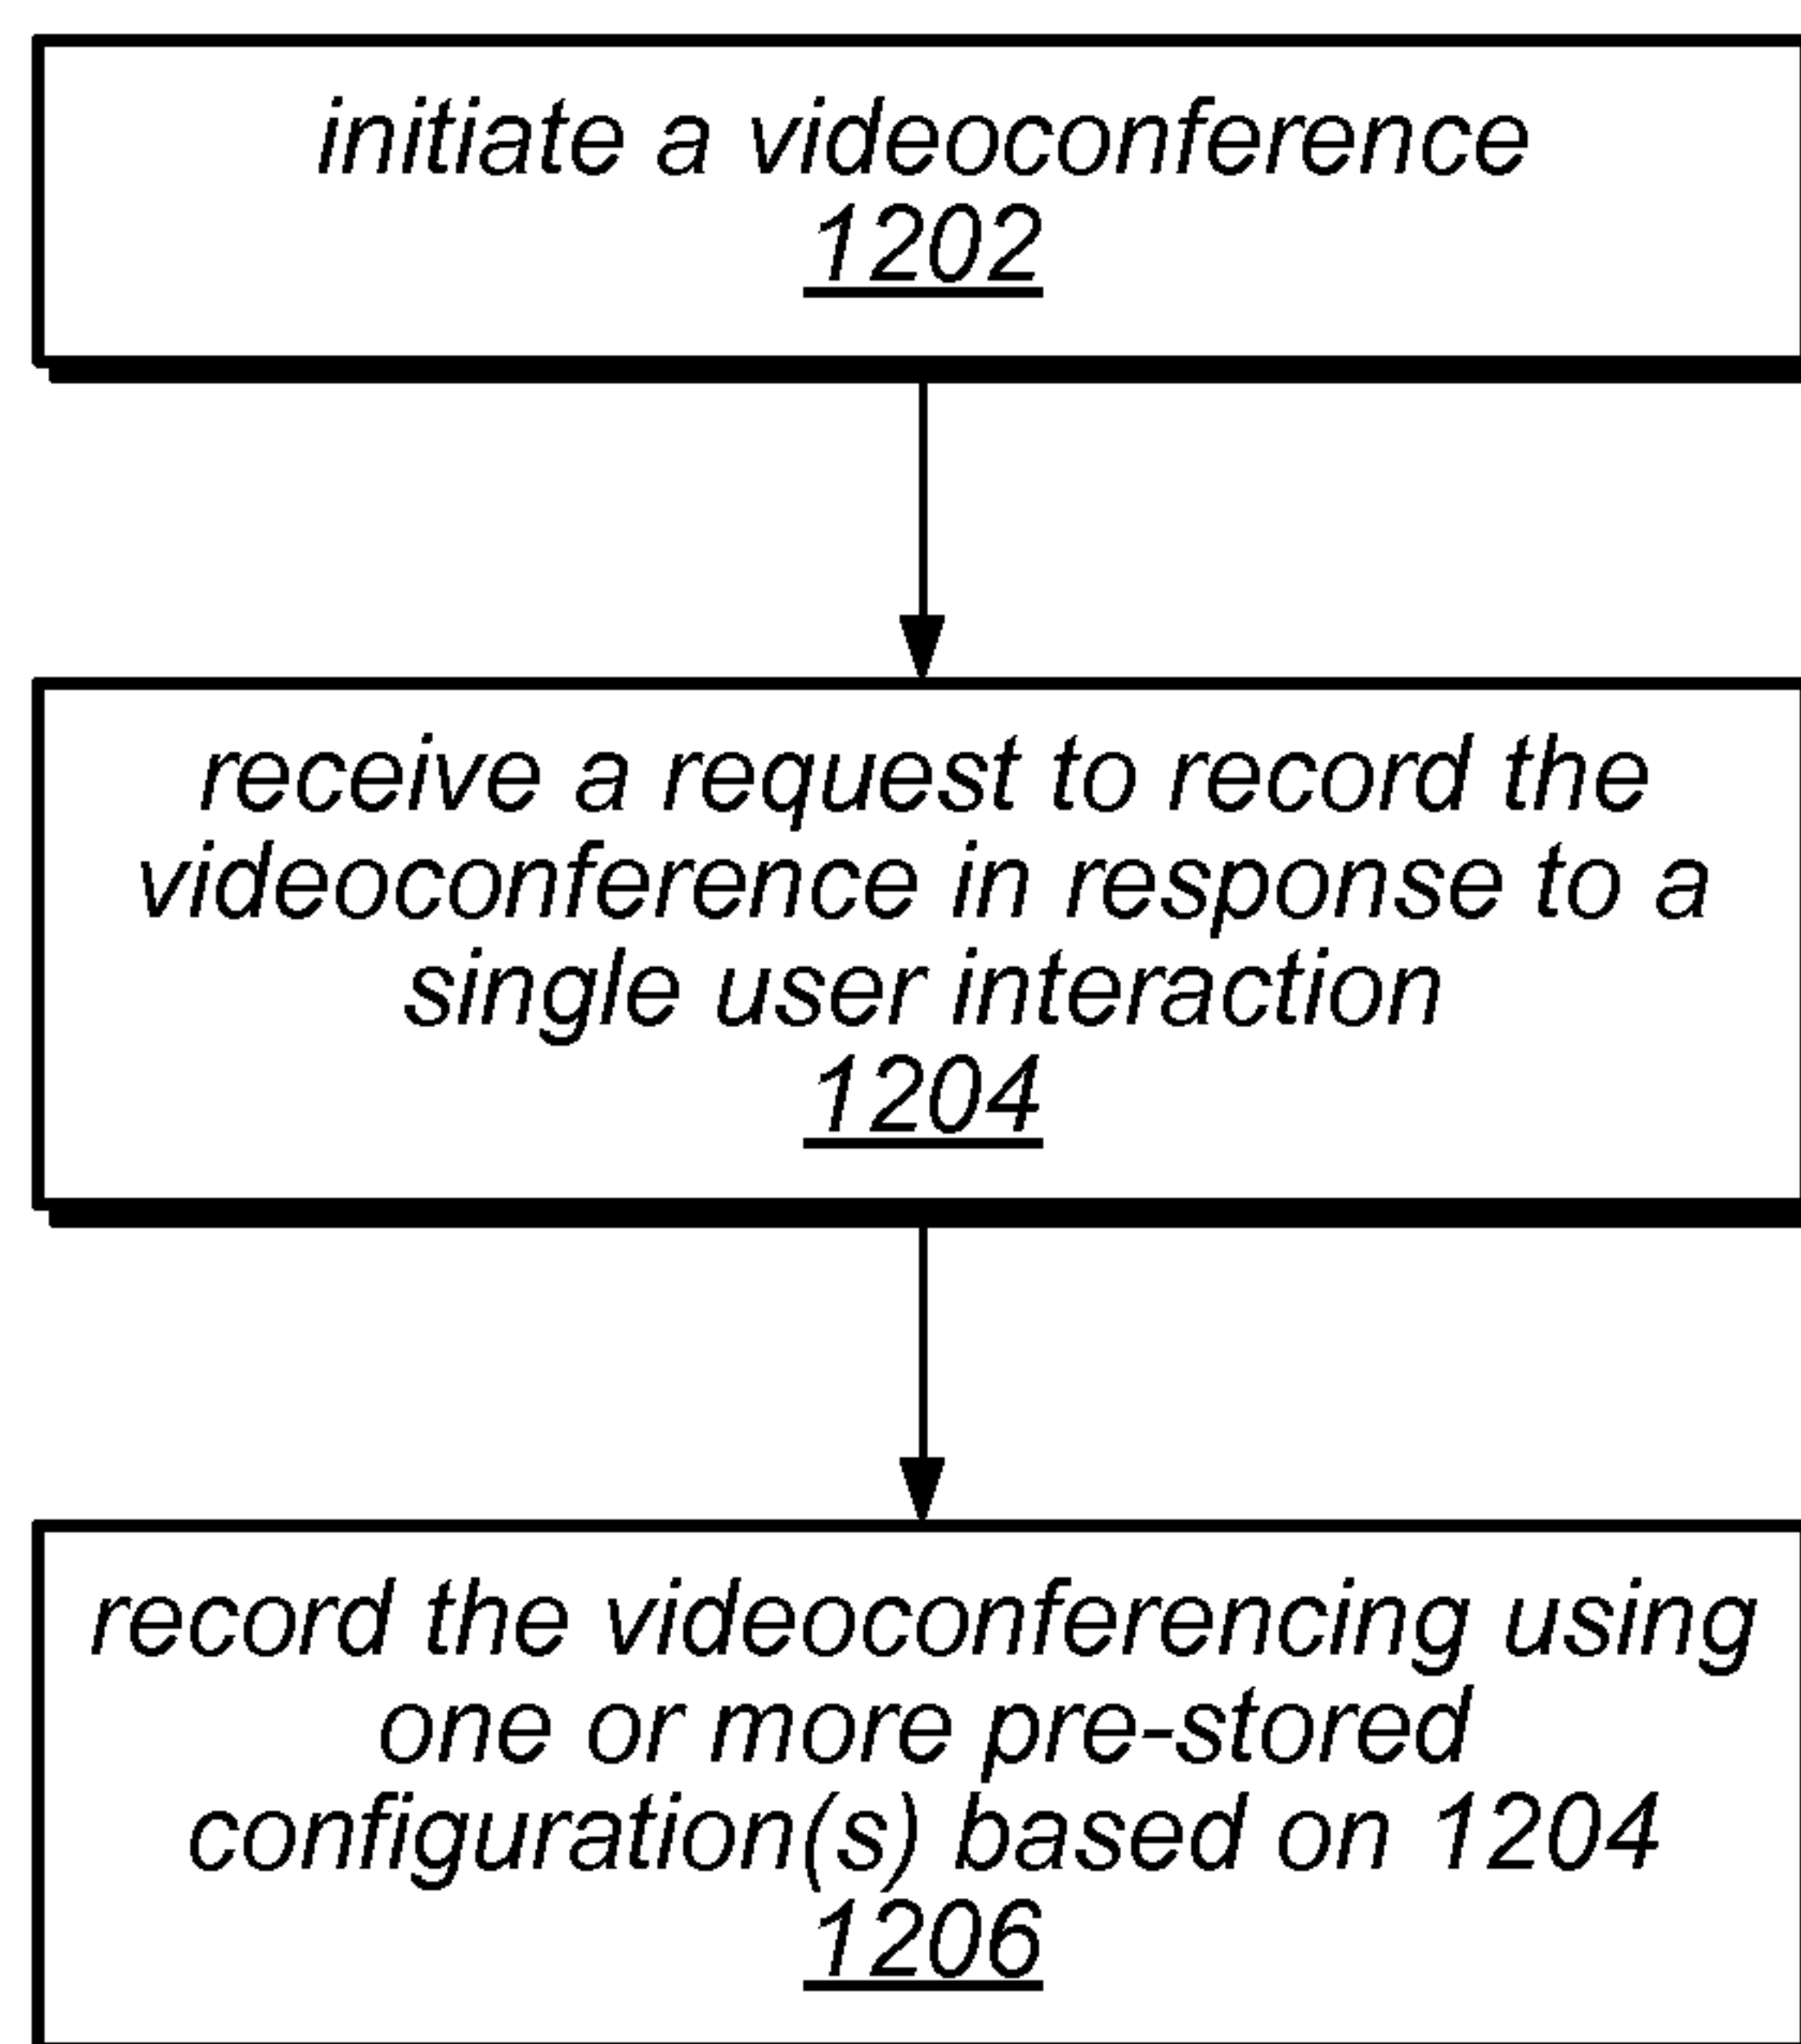 initiate a videoconference
1202
receive a request to record the
videoconference in response to a
single user interaction
1204
record the videoconferencing using
one or more pre-stored
configuration(s) based on 1204
1206